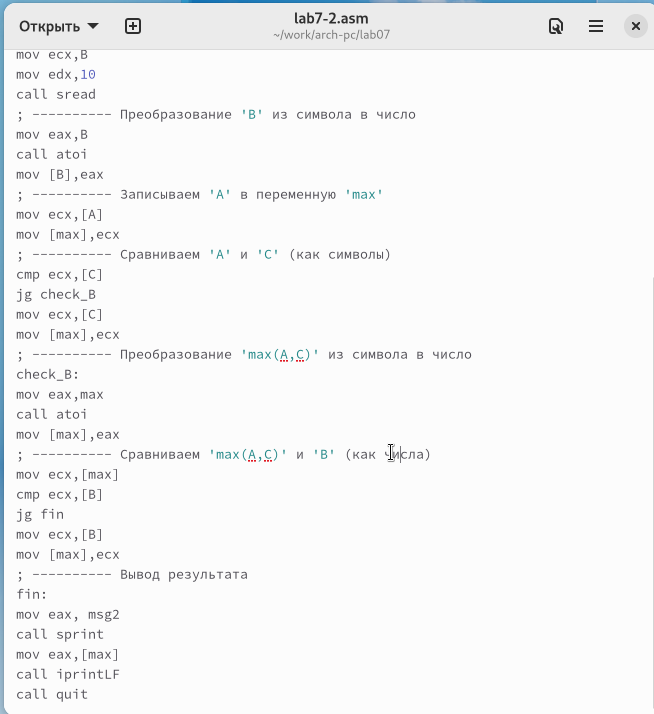 Открыть
lab7-2.asm
~/work/arch-pc/lab07
mov ecx,B
mov edx,10
call sread
; ---------- Преобразование 'B' из символа в число
mov eax,B
call atoi
mov [B],eax
; ---------- Записываем 'A' в переменную 'max'
mov ecx,[A]
mov [max],ecx
; ---------- Сравниваем 'A' и 'C' (как символы)
cmp ecx,[C]
jg check_B
mov ecx,[C]
mov [max],ecx
; ---------- Преобразование 'max(A,C)' из символа в число
check_B:
mov eax,max
call atoi
mov [max],eax
; ---------- Сравниваем 'max(A,C)' и 'B' (как числа)
mov ecx,[max]
cmp ecx,[B]
jg fin
mov ecx,[B]
mov [max],ecx
; ---------- Вывод результата
fin:
mov eax, msg2
call sprint
mov eax,[max]
call iprintLF
call quit